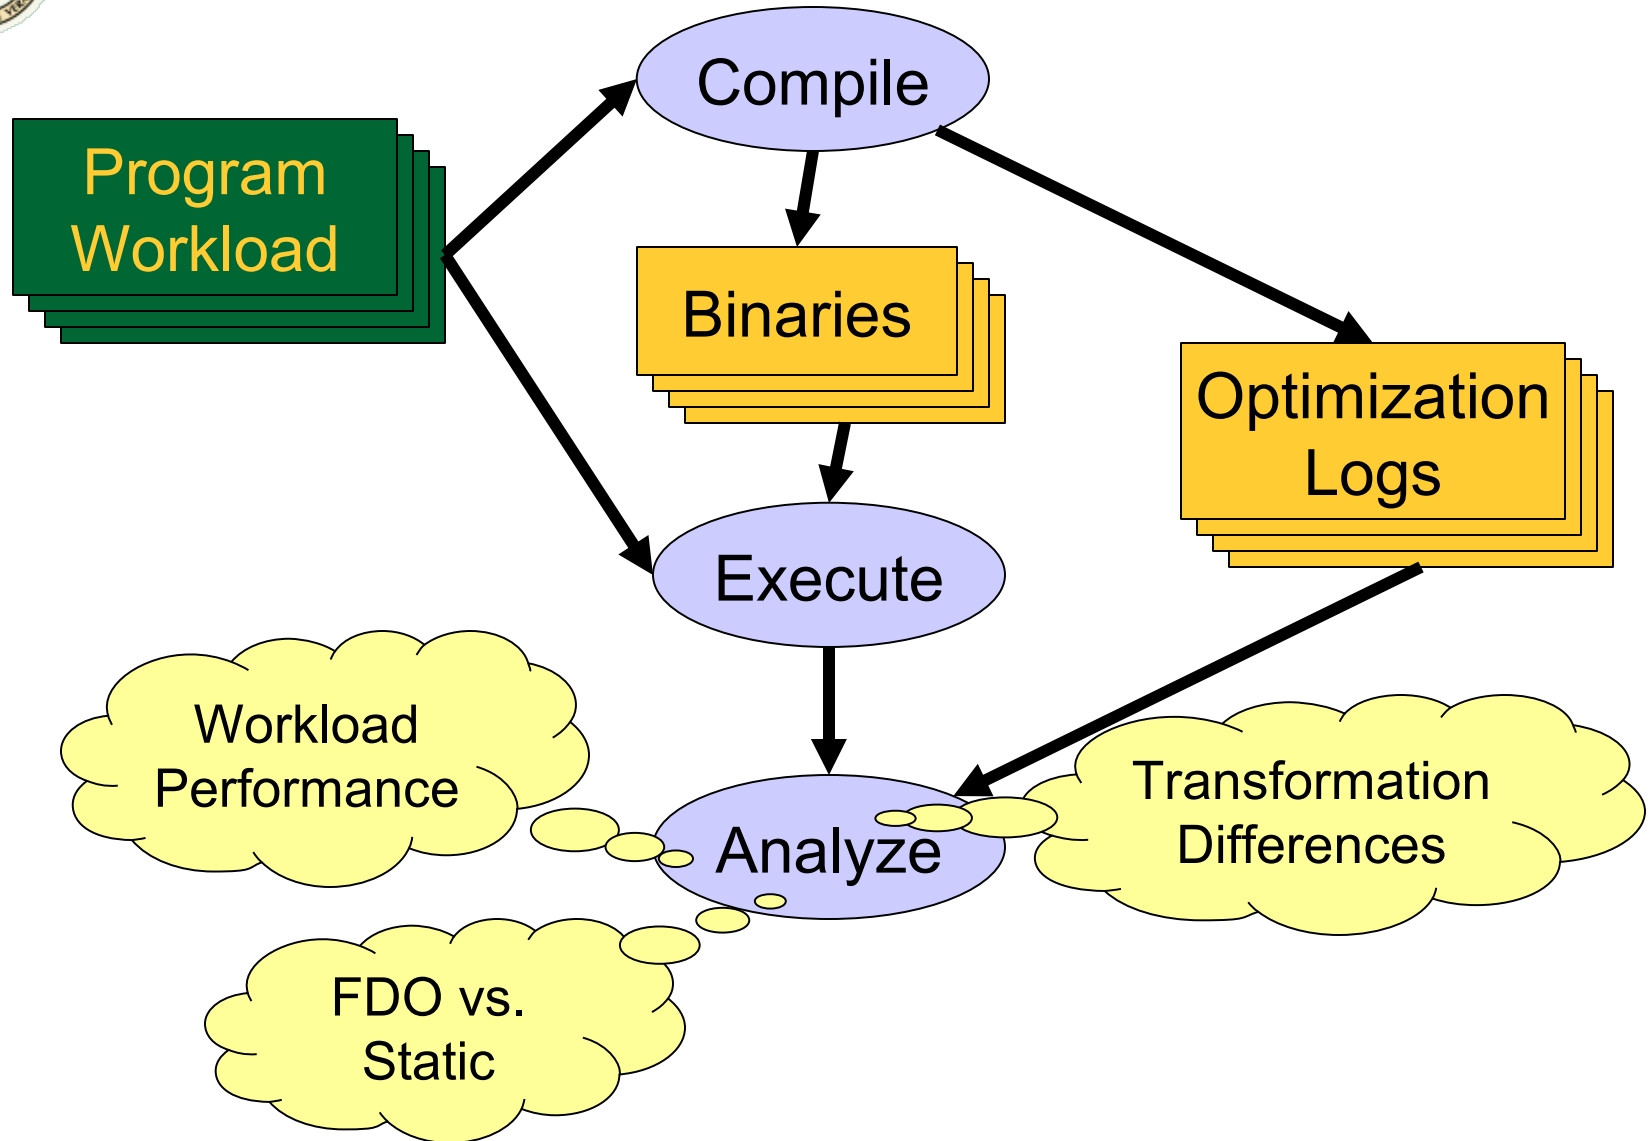 Compile
Program
Workload
Binaries
Optimization
Logs
Execute
Workload
Performance
Transformation
Differences
Analyze
FDO vs.
Static